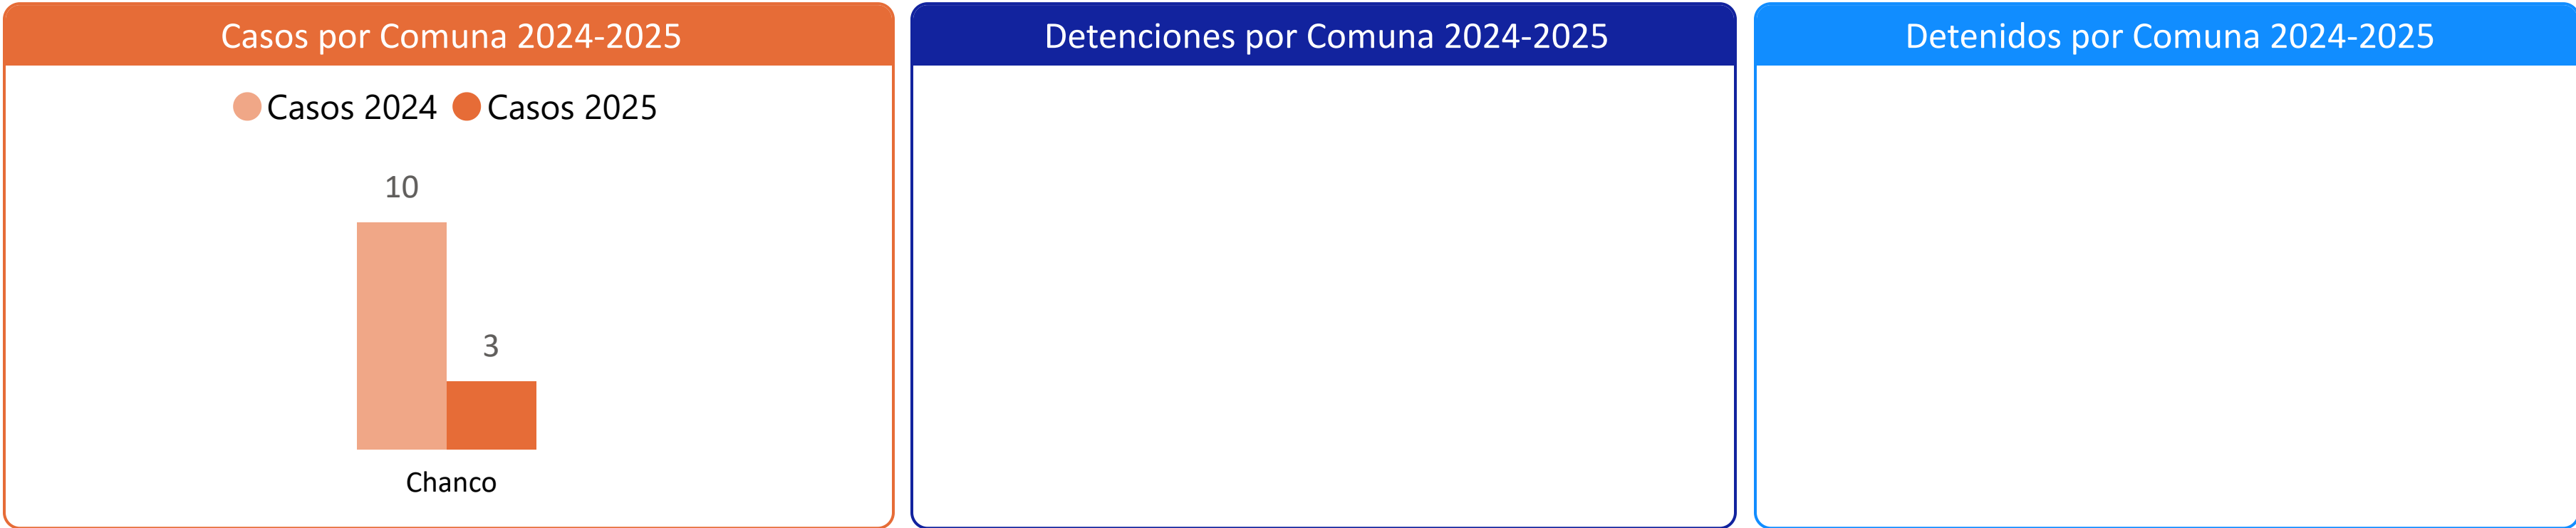 Casos por Comuna 2024-2025
Casos 2024 Casos 2025
10
3
Chanco
Detenciones por Comuna 2024-2025
Detenidos por Comuna 2024-2025